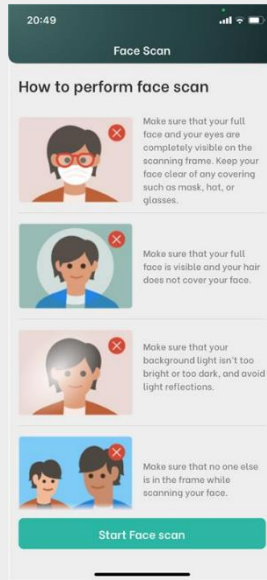 20:49
Face Scan
How to perform face scan
Make sure that your full
face and your eyes are
completely visible on the
scanning frame. Keep your
face clear of any covering
such as mask, hat, or
glasses.
Make sure that your full
face is visible and your hair
does not cover your face.
Make sure that your
background light isn't too
bright or too dark, and avoid
light reflections.
Make sure that no one else
is in the frame while
scanning your face.
Start Face scan